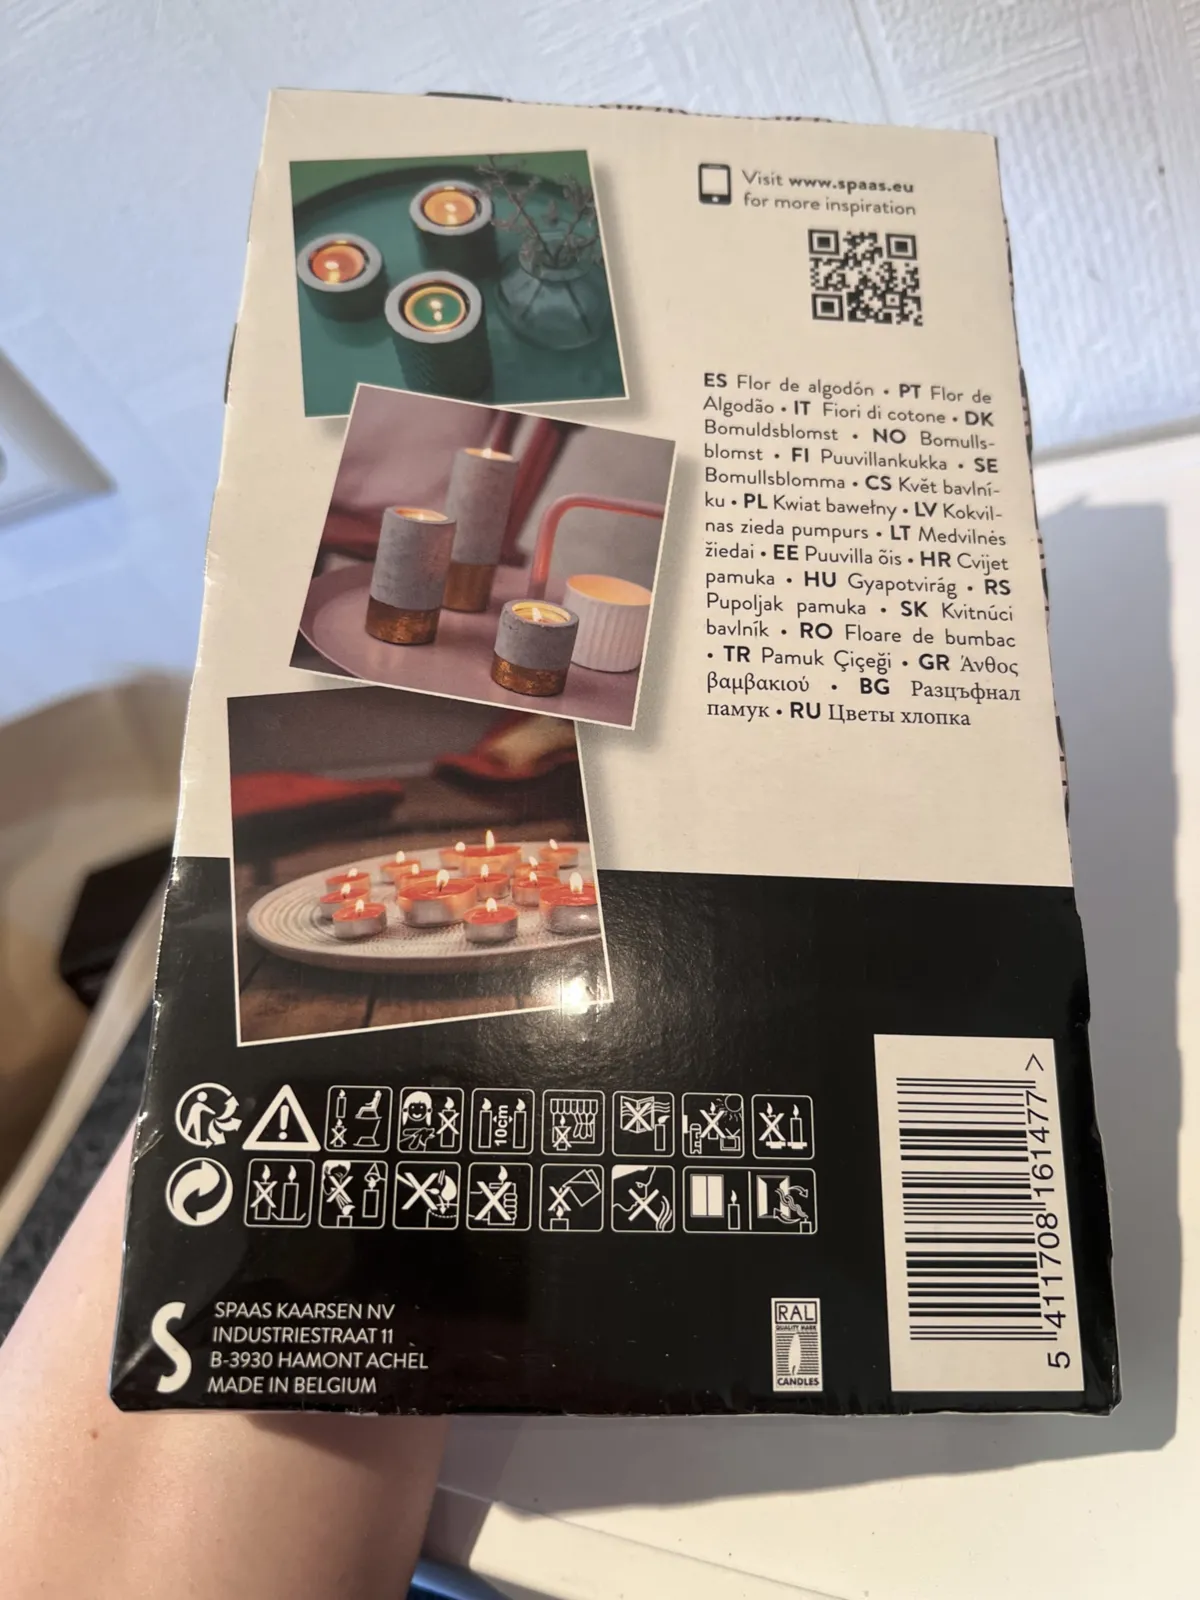 Visit www.spaas.eu
for more inspiration
ES Flor de algodón • PT Flor de
Algodão • IT Fiori di cotone • DK
Bomuldsblomst • NO Bomulls-
blomst • FI Puuvillankukka • SE
Bomullsblomma • CS Květ bavlní-
ku • PL Kwiat bawełny • LV Kokvil-
nas zieda pumpurs • LT Medvilnės
žiedai • EE Puuvilla õis • HR Cvijet
pamuka • HU Gyapotvirág • RS
Pupoljak pamuka • SK Kvitnúci
bavlník • RO Floare de bumbac
• TR Pamuk Çiçeği • GR Άνθος
βαμβακιού • BG Разцъфнал
памук • RU Цветы хлопка
10cm
S
SPAAS KAARSEN NV
INDUSTRIESTRAAT 11
B-3930 HAMONT ACHEL
MADE IN BELGIUM
RAL
QUALITY MARK
CANDLES
5 411708 161477 >